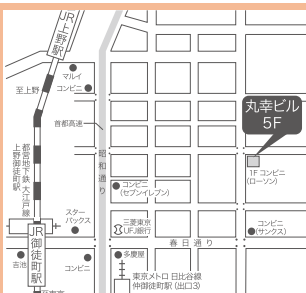 JR
上野駅
マルイ
コンビニ
至上野
首都高速
昭和通り
都営地下鉄 大江戸線
上野御徒町駅
丸幸ビル
5F
1F コンビニ
(ローソン)
コンビニ
(セブンイレブン)
スター
バックス
三菱東京
UFJ銀行
コンビニ
(サンクス)
春日通り
JR
御徒町駅
吉池
コンビニ
多慶屋
東京メトロ 日比谷線
仲御徒町駅 (出口3)
至東京